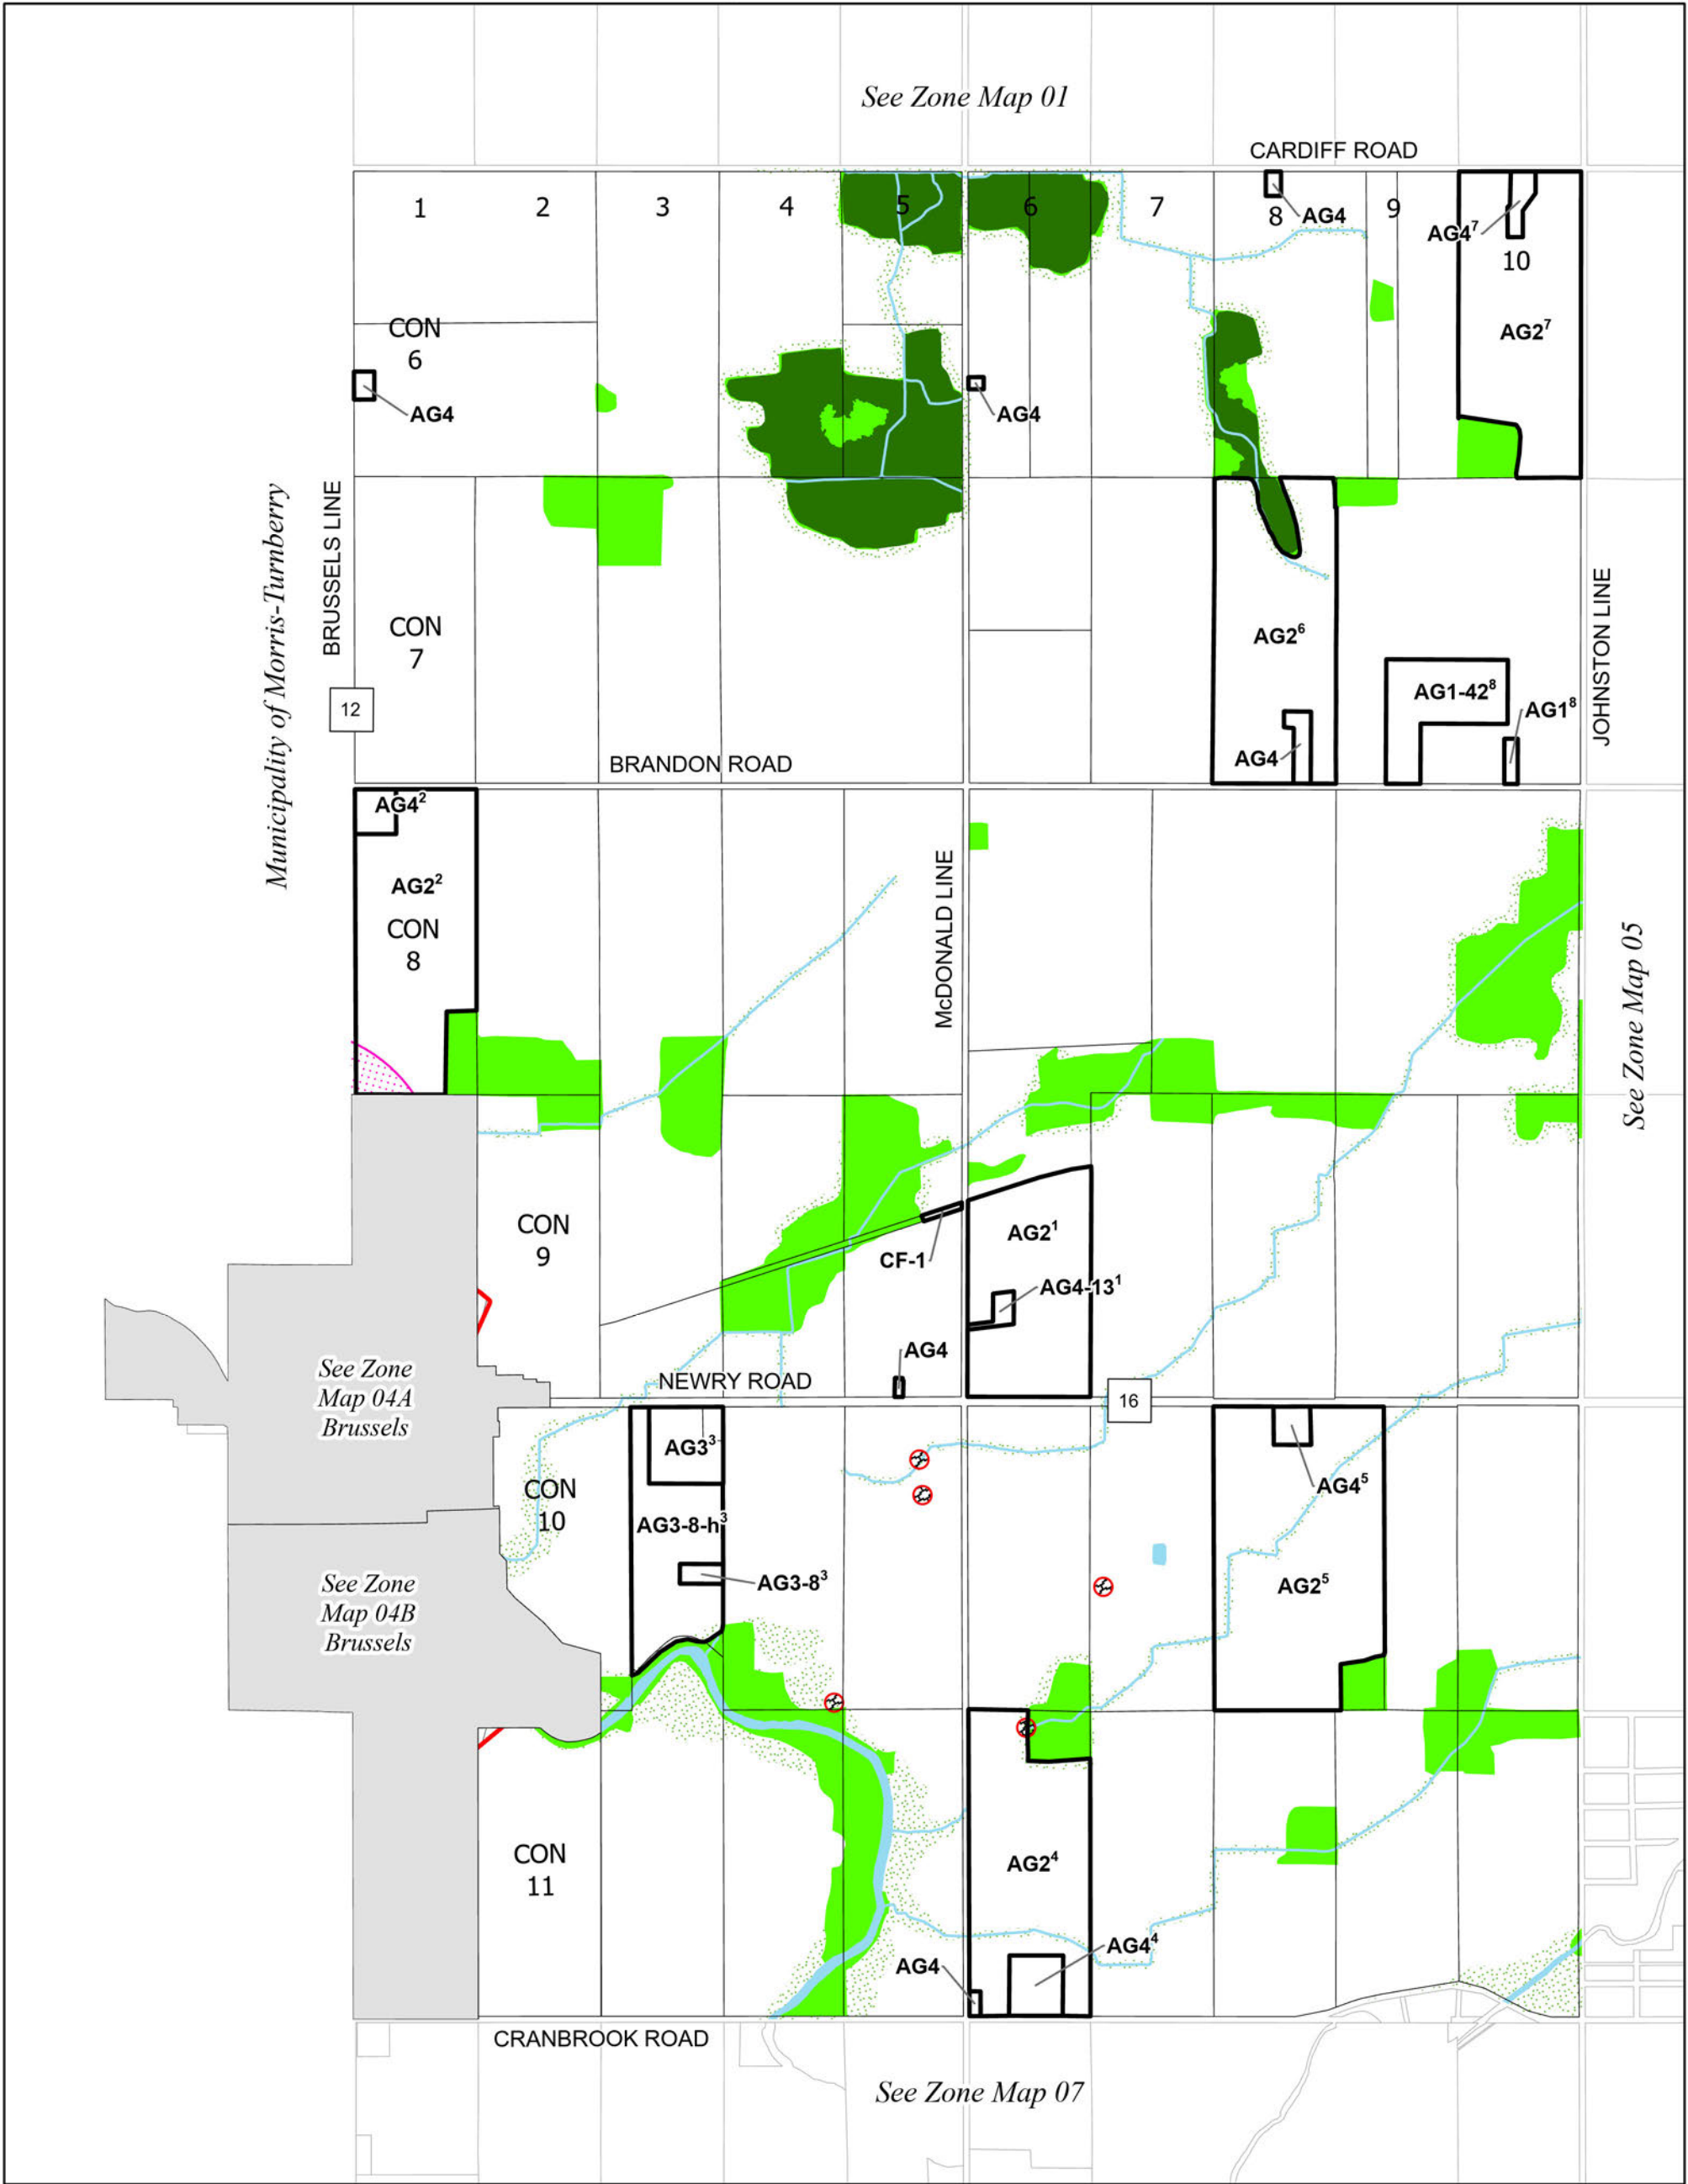 See Zone Map 01
CARDIFF ROAD
1
2
3
4
5
6
7
8
AG4
9
AG4⁷
10
AG2⁷
CON
6
AG4
AG4
Municipality of Morris-Turnberry
BRUSSELS LINE
12
CON
7
BRANDON ROAD
AG2⁶
AG4
AG1-42⁸
AG1⁸
JOHNSTON LINE
AG4²
AG2²
CON
8
McDONALD LINE
See Zone Map 05
CON
9
AG2¹
CF-1
AG4-13¹
AG4
NEWRY ROAD
16
See Zone
Map 04A
Brussels
CON
10
AG3³
AG3-8-h³
AG3-8³
AG4⁵
AG2⁵
See Zone
Map 04B
Brussels
CON
11
AG2⁴
AG4
AG4⁴
CRANBROOK ROAD
See Zone Map 07